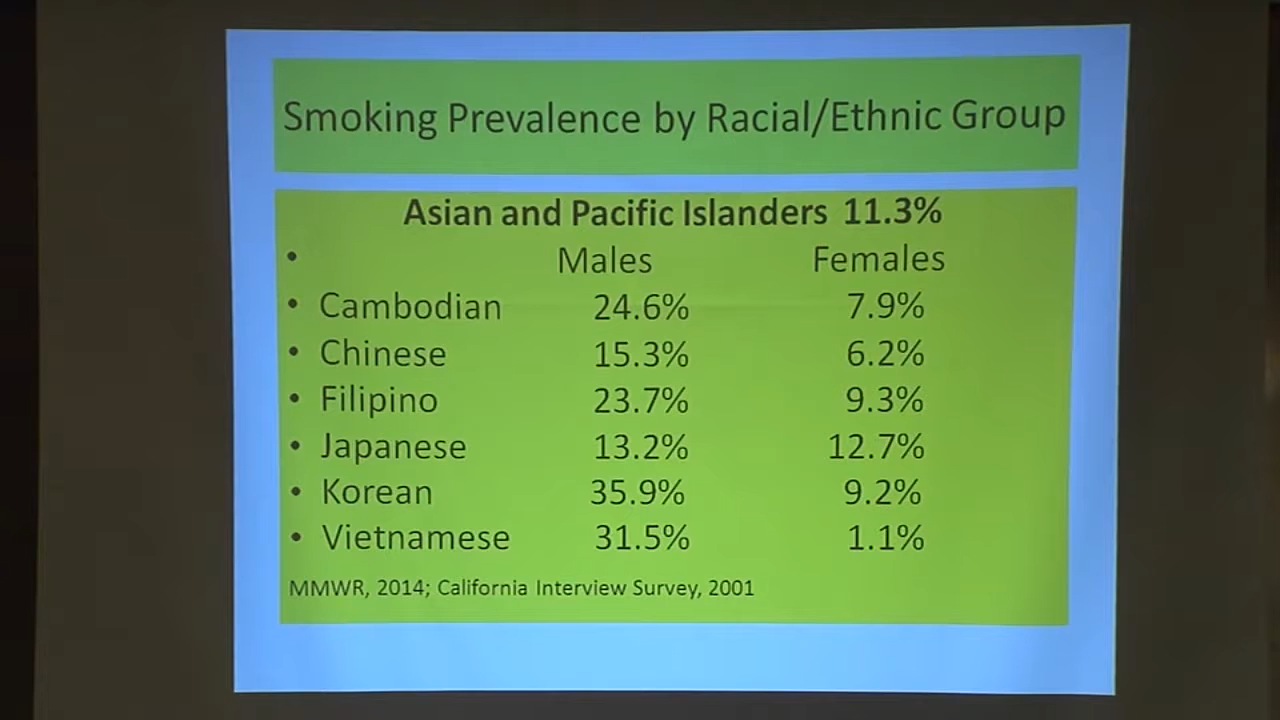 Smoking Prevalence by Racial/Ethnic Group
Asian and Pacific Islanders 11.3%
• Males Females
• Cambodian 24.6% 7.9%
• Chinese 15.3% 6.2%
• Filipino 23.7% 9.3%
• Japanese 13.2% 12.7%
• Korean 35.9% 9.2%
• Vietnamese 31.5% 1.1%
MMWR, 2014; California Interview Survey, 2001